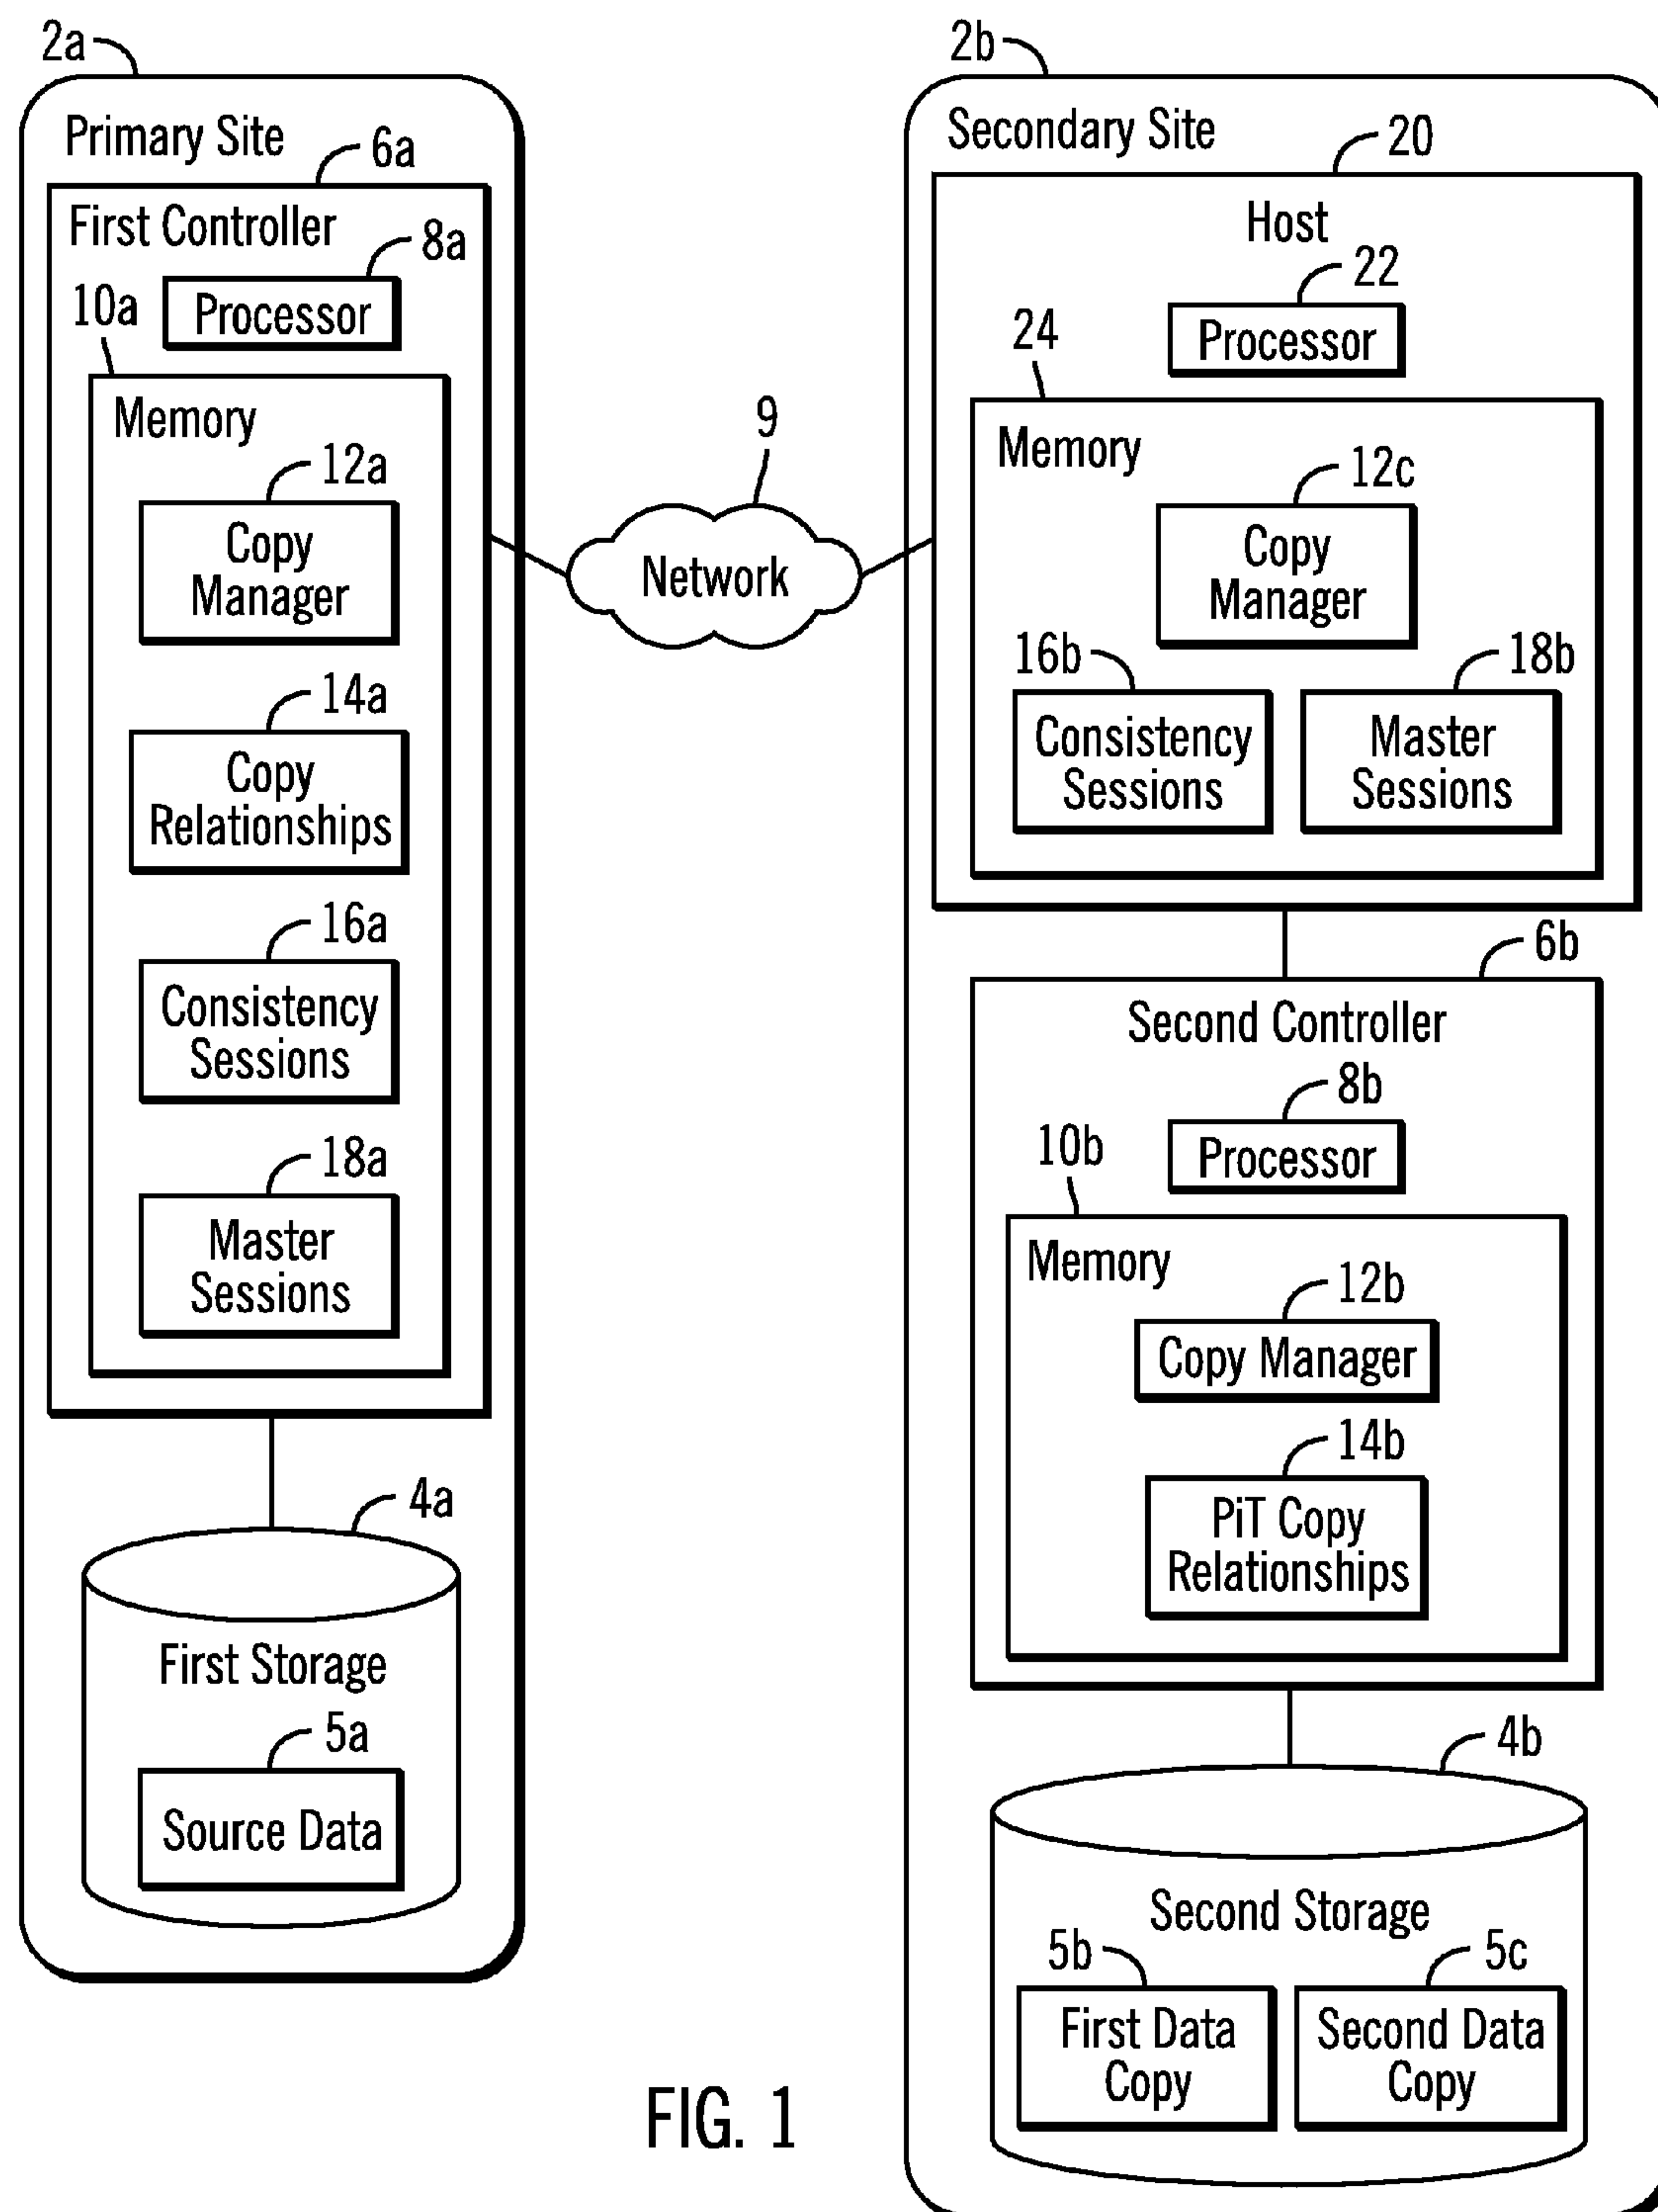 2a
Primary Site
6a
First Controller
8a
Processor
10a
Memory
12a
Copy
Manager
14a
Copy
Relationships
16a
Consistency
Sessions
18a
Master
Sessions
4a
First Storage
5a
Source Data
9
Network
2b
Secondary Site
20
Host
22
Processor
24
Memory
12c
Copy
Manager
16b
Consistency
Sessions
18b
Master
Sessions
6b
Second Controller
8b
Processor
10b
Memory
12b
Copy Manager
14b
PiT Copy
Relationships
4b
Second Storage
5b
First Data
Copy
5c
Second Data
Copy
FIG. 1